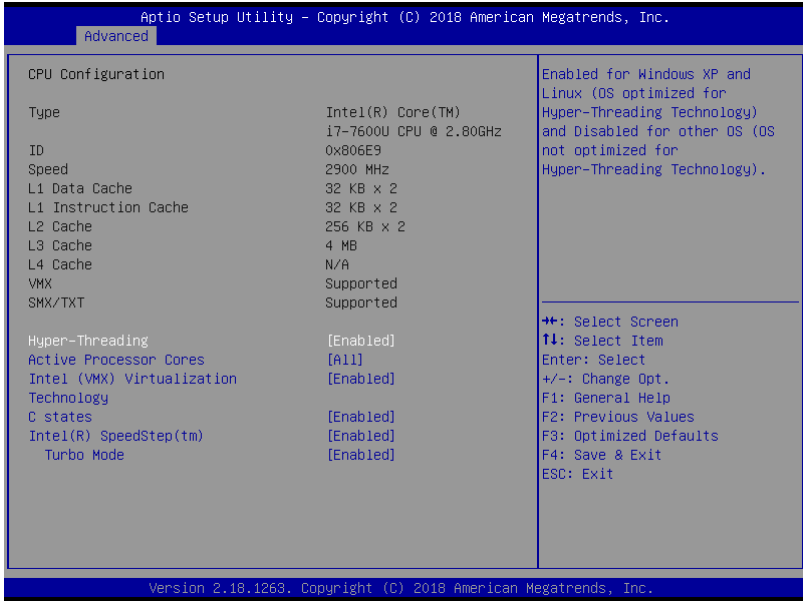 Aptio Setup Utility – Copyright (C) 2018 American Megatrends, Inc.
Advanced
CPU Configuration
Type Intel(R) Core(TM)
i7-7600U CPU @ 2.80GHz
ID 0x806E9
Speed 2900 MHz
L1 Data Cache 32 KB x 2
L1 Instruction Cache 32 KB x 2
L2 Cache 256 KB x 2
L3 Cache 4 MB
L4 Cache N/A
VMX Supported
SMX/TXT Supported
Hyper-Threading [Enabled]
Active Processor Cores [All]
Intel (VMX) Virtualization [Enabled]
Technology
C states [Enabled]
Intel(R) SpeedStep(tm) [Enabled]
Turbo Mode [Enabled]
Enabled for Windows XP and
Linux (OS optimized for
Hyper-Threading Technology)
and Disabled for other OS (OS
not optimized for
Hyper-Threading Technology).
→←: Select Screen
↑↓: Select Item
Enter: Select
+/-: Change Opt.
F1: General Help
F2: Previous Values
F3: Optimized Defaults
F4: Save & Exit
ESC: Exit
Version 2.18.1263. Copyright (C) 2018 American Megatrends, Inc.